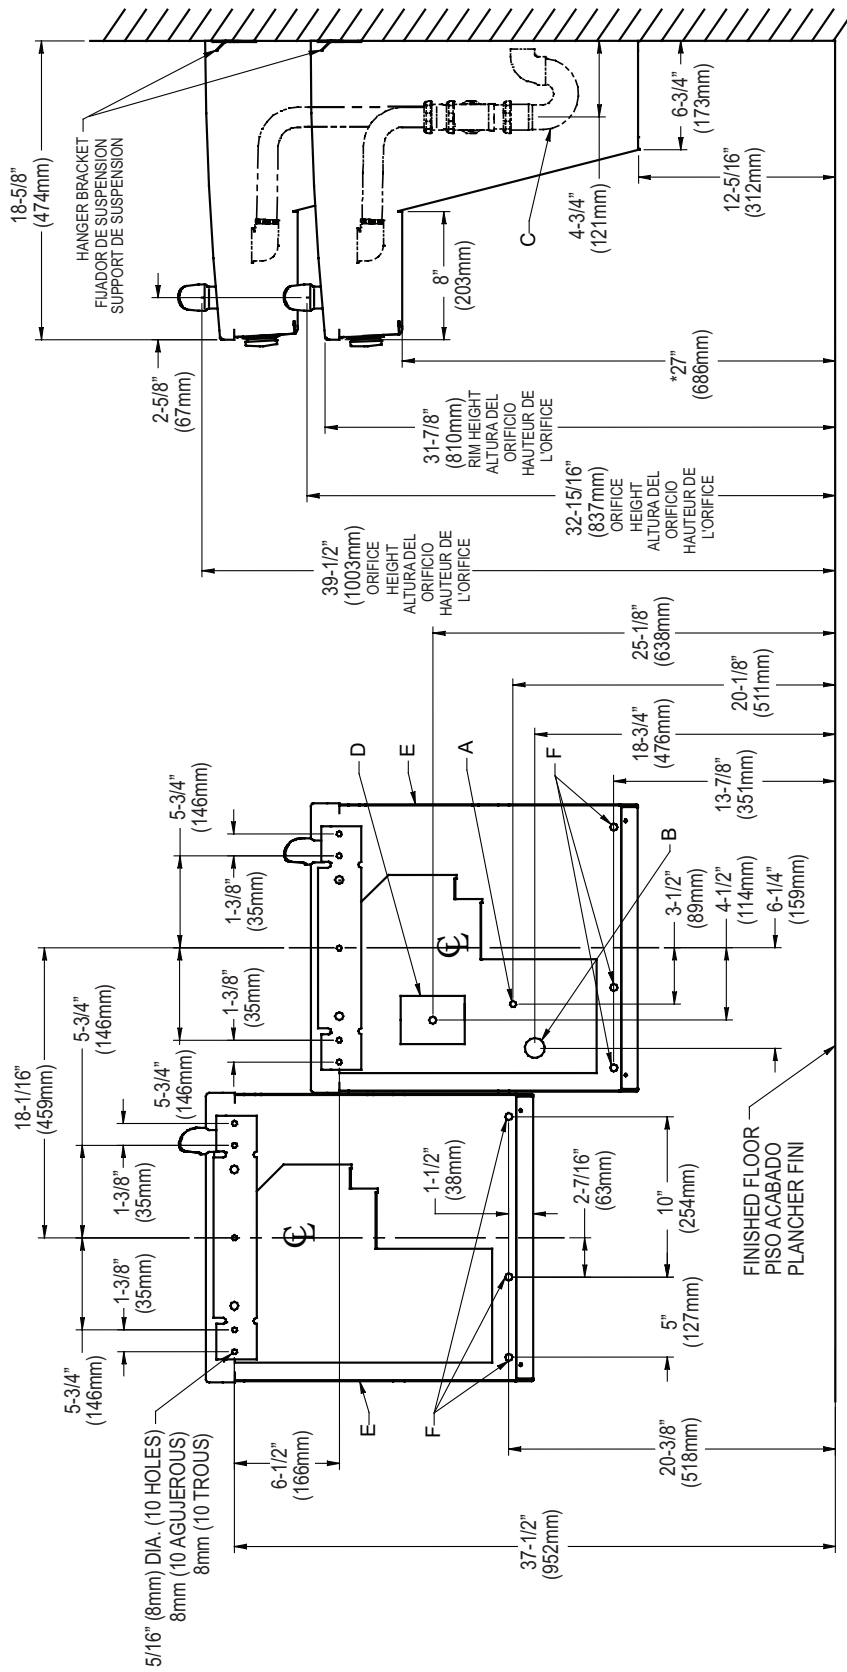 18-5/8"
(474mm)
HANGER BRACKET
FIJADOR DE SUSPENSION
SUPPORT DE SUSPENSION
2-5/8"
(67mm)
8"
(203mm)
C
4-3/4"
(121mm)
6-3/4"
(173mm)
12-5/16"
(312mm)
*27"
(686mm)
31-7/8"
(810mm)
RIM HEIGHT
ALTURA DEL
ORIFICIO
HAUTEUR DE
L'ORIFICE
32-15/16"
(837mm)
ORIFICE
HEIGHT
ALTURA DEL
ORIFICIO
HAUTEUR DE
L'ORIFICE
39-1/2"
(1003mm)
ORIFICE
HEIGHT
ALTURA DEL
ORIFICIO
HAUTEUR DE
L'ORIFICE
5/16" (8mm) DIA. (10 HOLES)
8mm (10 AGUJEROUS)
8mm (10 TROUS)
5-3/4"
(146mm)
1-3/8"
(35mm)
1-3/8"
(35mm)
5-3/4"
(146mm)
18-1/16"
(459mm)
5-3/4"
(146mm)
1-3/8"
(35mm)
1-3/8"
(35mm)
5-3/4"
(146mm)
CL
CL
D
E
A
F
B
E
F
6-1/2"
(166mm)
37-1/2"
(952mm)
20-3/8"
(518mm)
1-1/2"
(38mm)
2-7/16"
(63mm)
10"
(254mm)
5"
(127mm)
25-1/8"
(638mm)
20-1/8"
(511mm)
18-3/4"
(476mm)
13-7/8"
(351mm)
3-1/2"
(89mm)
4-1/2"
(114mm)
6-1/4"
(159mm)
FINISHED FLOOR
PISO ACABADO
PLANCHER FINI